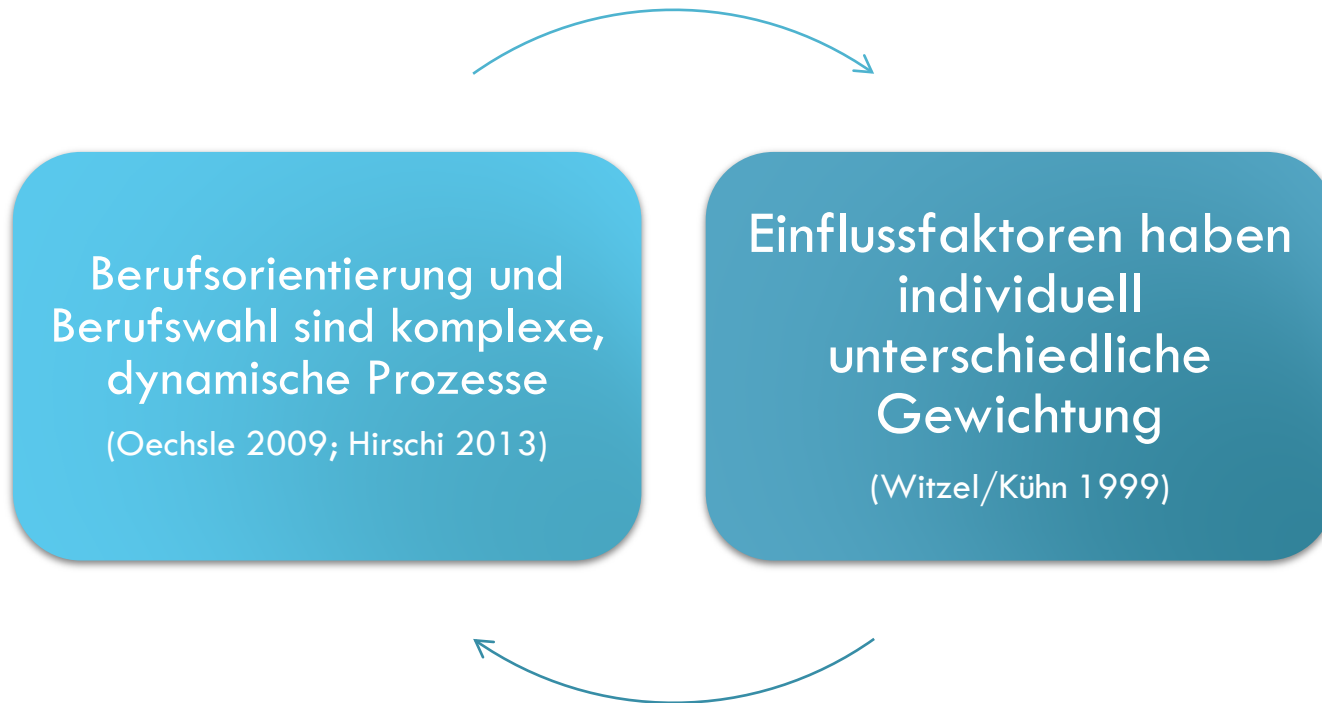 Berufsorientierung und
Berufswahl sind komplexe,
dynamische Prozesse
(Oechsle 2009; Hirschi 2013)
Einflussfaktoren haben
individuell
unterschiedliche
Gewichtung
(Witzel/Kühn 1999)